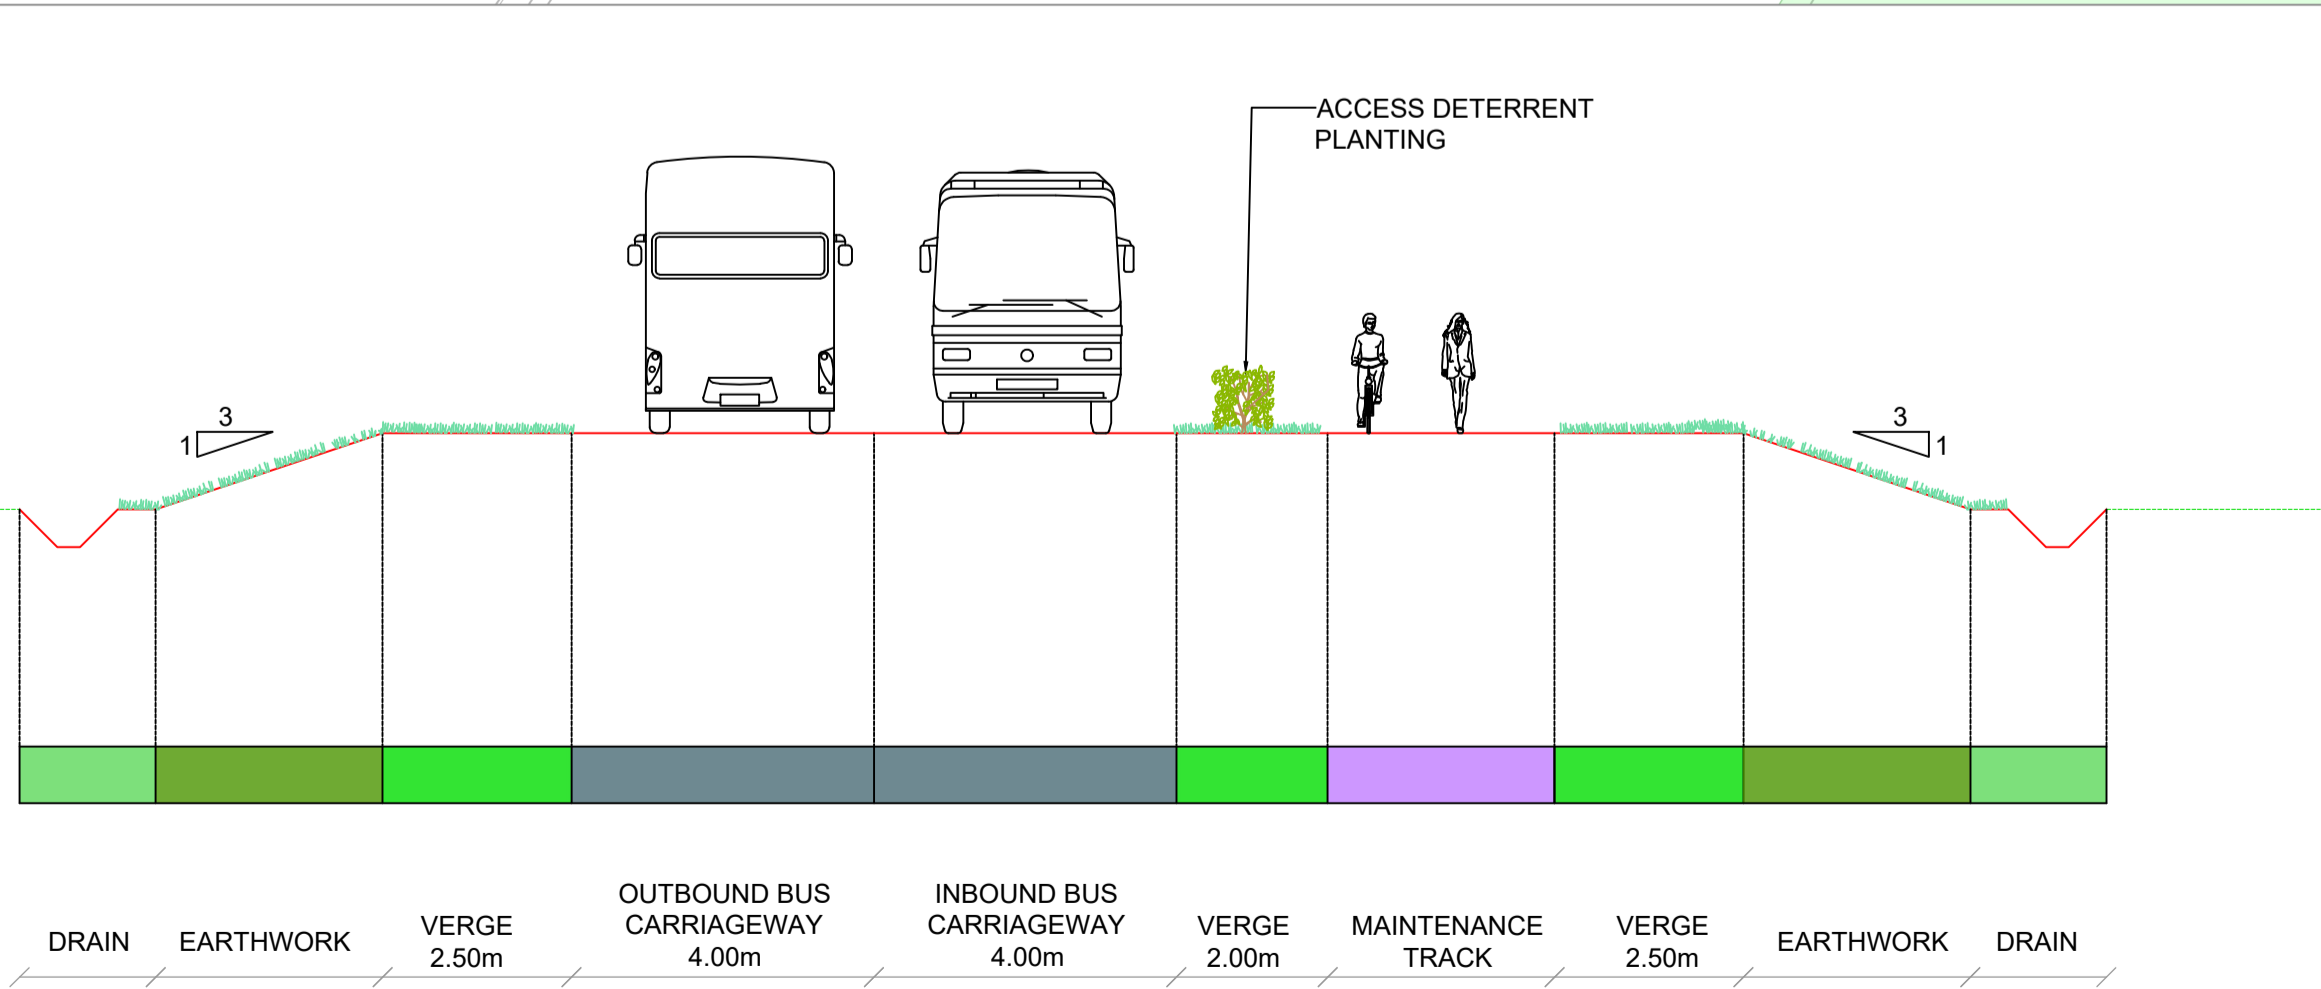 ACCESS DETERRENT
PLANTING
3
1
3
1
DRAIN
EARTHWORK
VERGE
2.50m
OUTBOUND BUS
CARRIAGEWAY
4.00m
INBOUND BUS
CARRIAGEWAY
4.00m
VERGE
2.00m
MAINTENANCE
TRACK
VERGE
2.50m
EARTHWORK
DRAIN